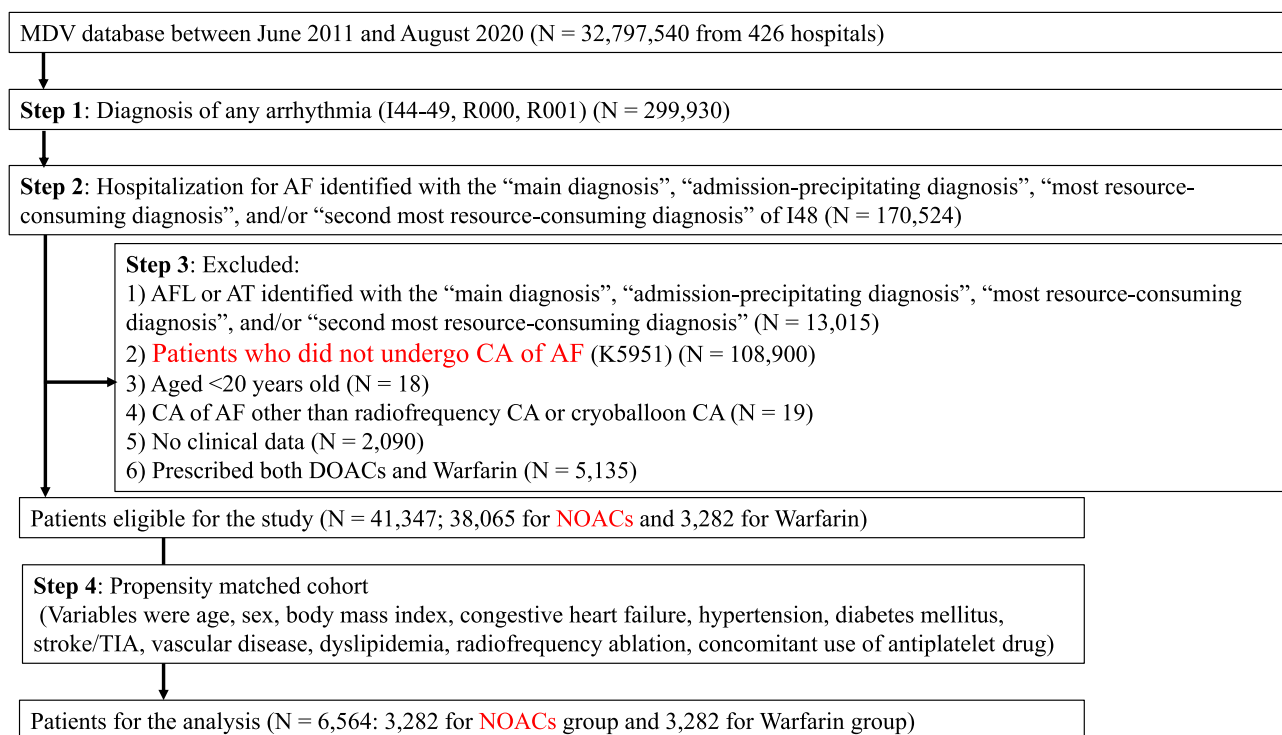 MDV database between June 2011 and August 2020 (N = 32,797,540 from 426 hospitals)
Step 1: Diagnosis of any arrhythmia (I44-49, R000, R001) (N = 299,930)
Step 2: Hospitalization for AF identified with the “main diagnosis”, “admission-precipitating diagnosis”, “most resource-
consuming diagnosis”, and/or “second most resource-consuming diagnosis” of I48 (N = 170,524)
Step 3: Excluded:
1) AFL or AT identified with the “main diagnosis”, “admission-precipitating diagnosis”, “most resource-consuming
diagnosis”, and/or “second most resource-consuming diagnosis” (N = 13,015)
2) Patients who did not undergo CA of AF (K5951) (N = 108,900)
3) Aged <20 years old (N = 18)
4) CA of AF other than radiofrequency CA or cryoballoon CA (N = 19)
5) No clinical data (N = 2,090)
6) Prescribed both DOACs and Warfarin (N = 5,135)
Patients eligible for the study (N = 41,347; 38,065 for NOACs and 3,282 for Warfarin)
Step 4: Propensity matched cohort
(Variables were age, sex, body mass index, congestive heart failure, hypertension, diabetes mellitus,
stroke/TIA, vascular disease, dyslipidemia, radiofrequency ablation, concomitant use of antiplatelet drug)
Patients for the analysis (N = 6,564: 3,282 for NOACs group and 3,282 for Warfarin group)